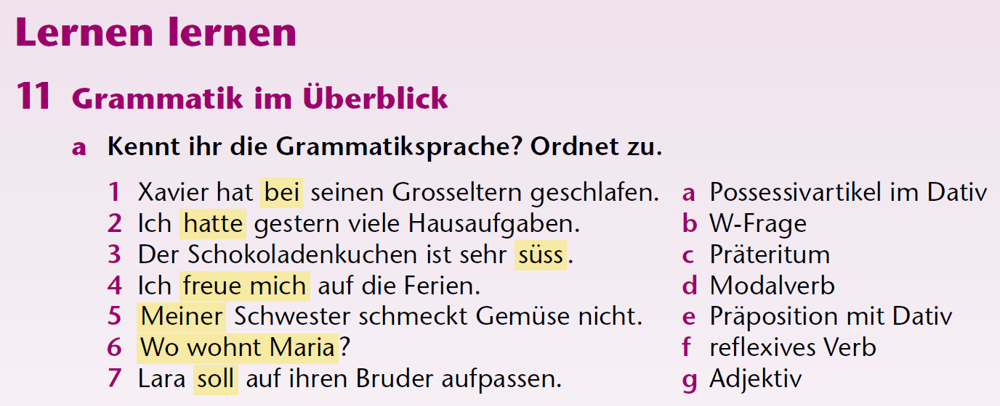 Lernen lernen
11 Grammatik im Überblick
a Kennt ihr die Grammatiksprache? Ordnet zu.
1 Xavier hat bei seinen Grosseltern geschlafen. a Possessivartikel im Dativ
2 Ich hatte gestern viele Hausaufgaben. b W-Frage
3 Der Schokoladenkuchen ist sehr süss. c Präteritum
4 Ich freue mich auf die Ferien. d Modalverb
5 Meiner Schwester schmeckt Gemüse nicht. e Präposition mit Dativ
6 Wo wohnt Maria? f reflexives Verb
7 Lara soll auf ihren Bruder aufpassen. g Adjektiv